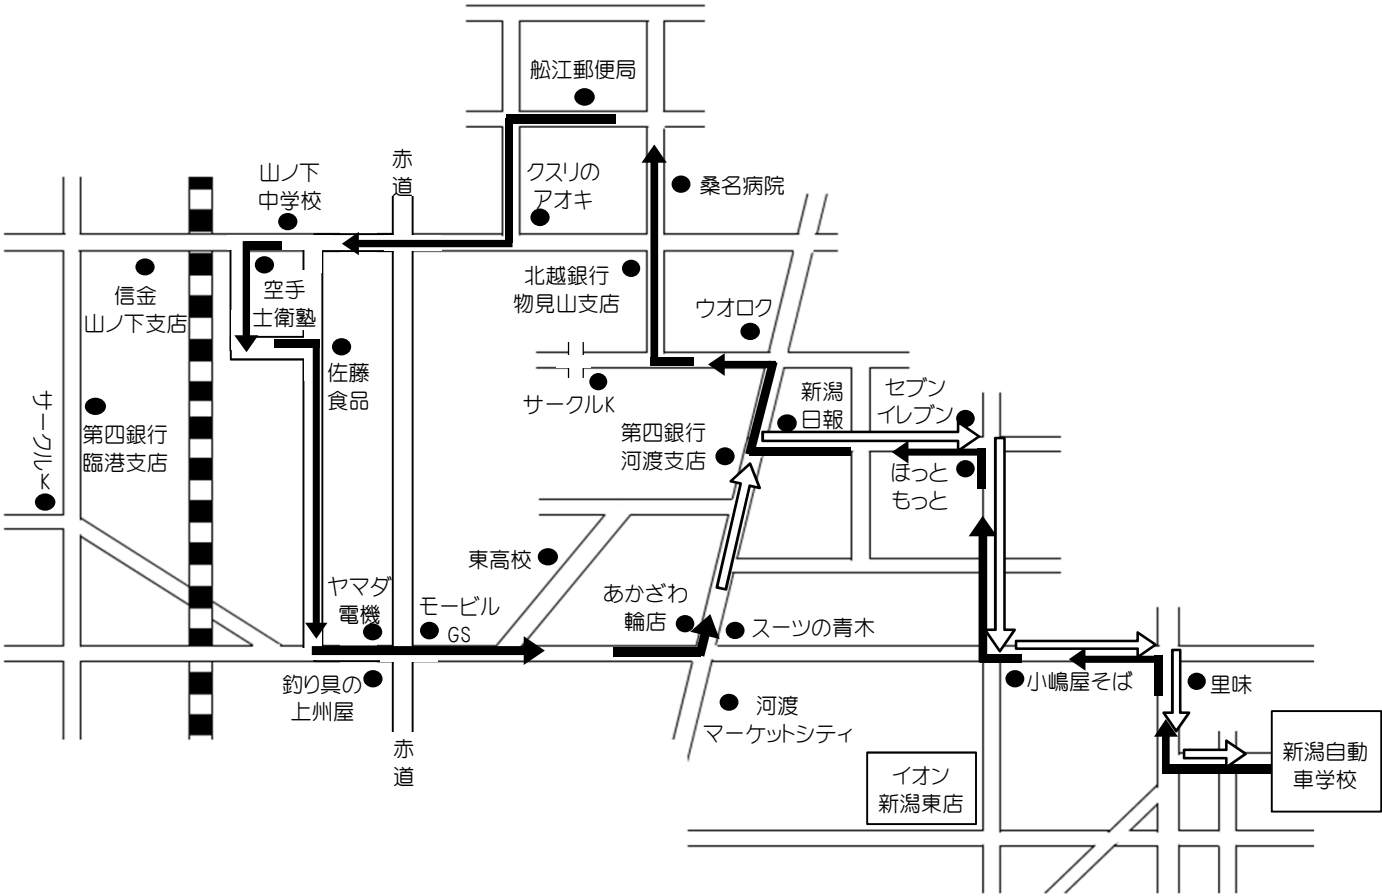 舩江郵便局
赤
道
山ノ下
中学校
クスリの
アオキ
桑名病院
信金
山ノ下支店
空手
士衛塾
北越銀行
物見山支店
ウオロク
佐藤
食品
サークルK
新潟
日報
セブン
イレブン
サークルK
第四銀行
臨港支店
第四銀行
河渡支店
ほっと
もっと
東高校
ヤマダ
電機
モービル
GS
あかざわ
輪店
スーツの青木
釣り具の
上州屋
小嶋屋そば
里味
河渡
マーケットシティ
赤
道
イオン
新潟東店
新潟自動
車学校